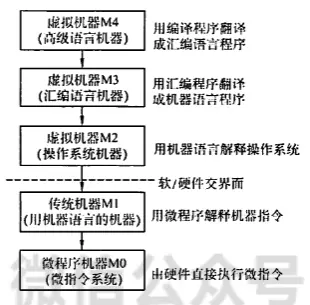 虚拟机器M4
(高级语言机器)
用编译程序翻译
成汇编语言程序
虚拟机器M3
(汇编语言机器)
用汇编程序翻译
成机器语言程序
虚拟机器M2
(操作系统机器)
用机器语言解释操作系统
软/硬件交界面
传统机器M1
(用机器语言的机器)
用微程序解释机器指令
微程序机器M0
(微指令系统)
由硬件直接执行微指令
微信公众号